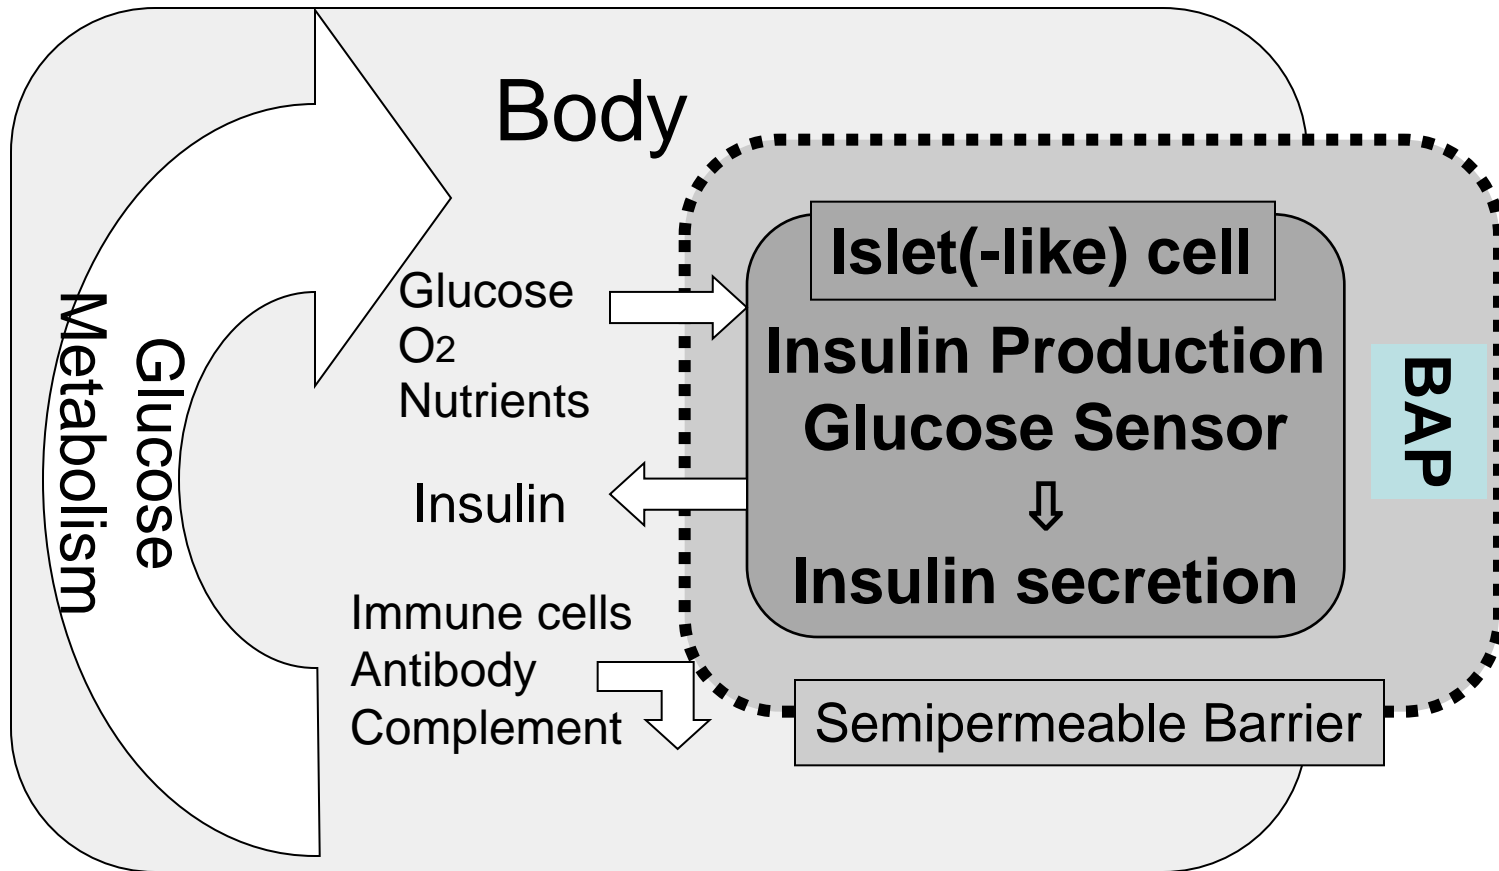 Body
Glucose
Metabolism
Glucose
O2
Nutrients
Insulin
Immune cells
Antibody
Complement
Islet(-like) cell
Insulin Production
Glucose Sensor
⇩
Insulin secretion
BAP
Semipermeable Barrier